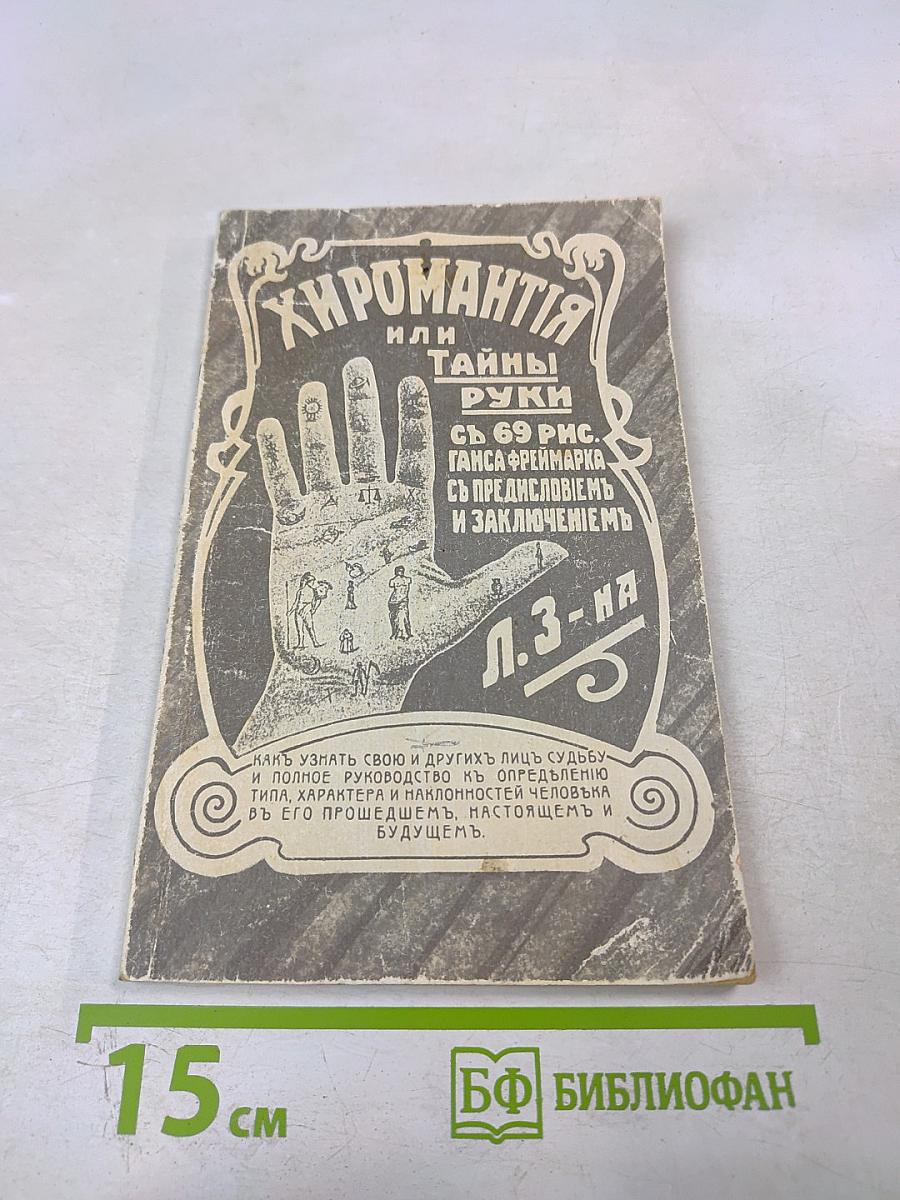 ХИРОМАНТІЯ
ИЛИ
ТАЙНЫ
РУКИ
СЪ 69 РИС.
ГАНСА ФРЕЙМАРКА
СЪ ПРЕДИСЛОВІЕМЪ
И ЗАКЛЮЧЕНІЕМЪ
Л. З-НА
КАКЪ УЗНАТЬ СВОЮ И ДРУГИХЪ ЛИЦЪ СУДЬБУ
И ПОЛНОЕ РУКОВОДСТВО КЪ ОПРЕДѢЛЕНІЮ
ТИПА, ХАРАКТЕРА И НАКЛОННОСТЕЙ ЧЕЛОВѢКА
ВЪ ЕГО ПРОШЕДШЕМЪ, НАСТОЯЩЕМЪ И
БУДУЩЕМЪ.
15 см
БФ БИБЛИОФАН